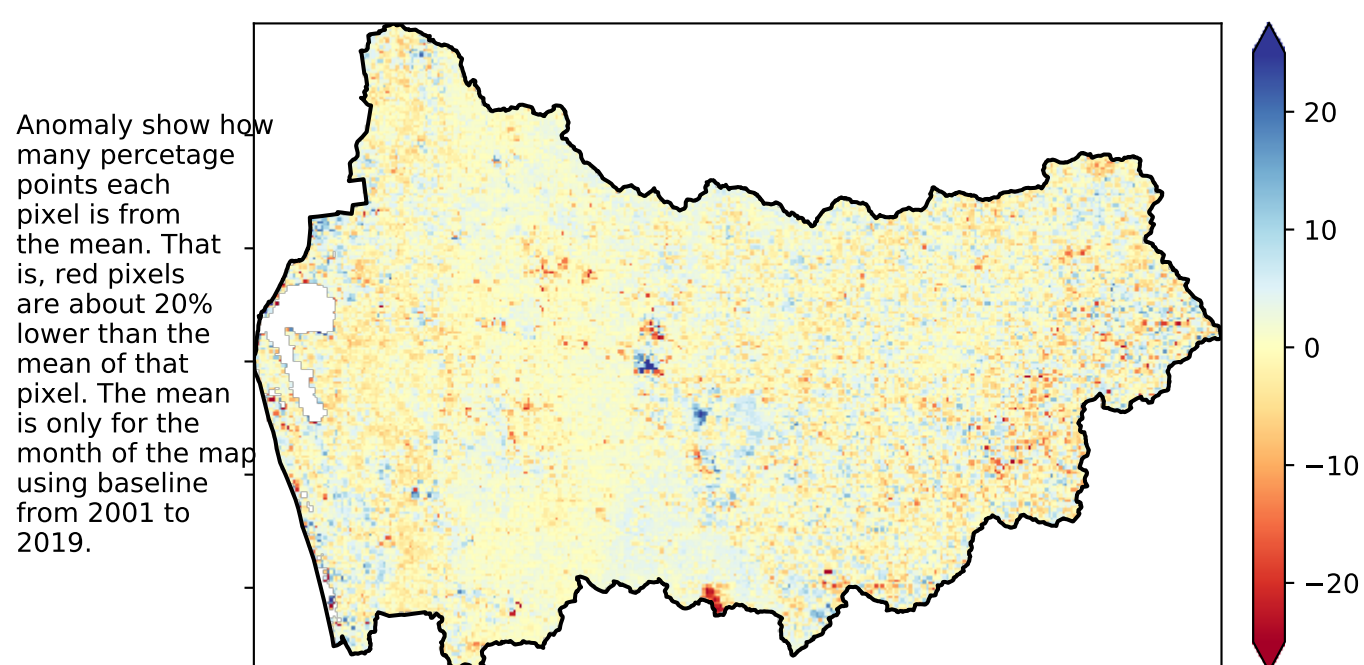 Anomaly show how
many percetage
points each
pixel is from
the mean. That
is, red pixels
are about 20%
lower than the
mean of that
pixel. The mean
is only for the
month of the map
using baseline
from 2001 to
2019.
20
10
0
−10
−20